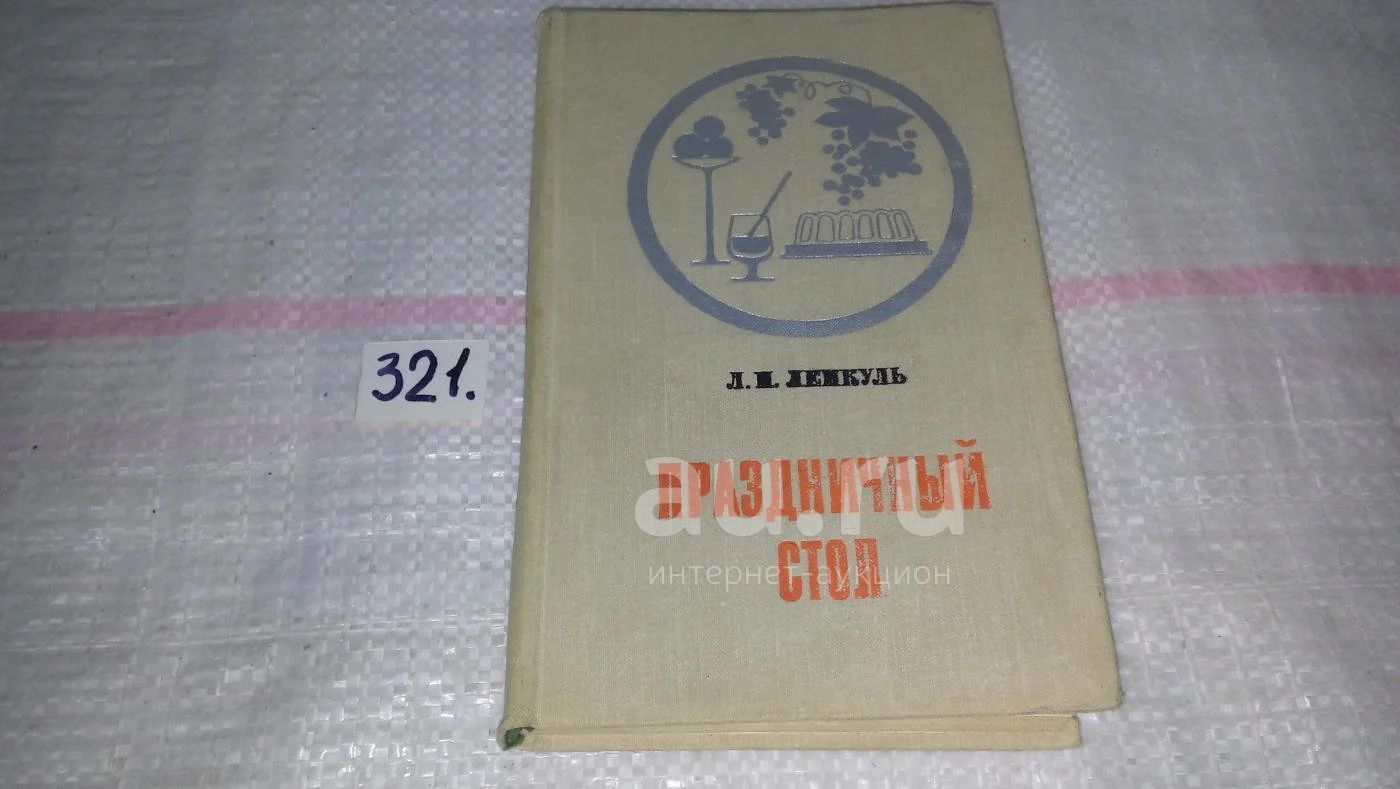 321.
Л. М. ЛЕМКУЛЬ
ПРАЗДНИЧНЫЙ
СТОЛ
au.ru
интернет-аукцион